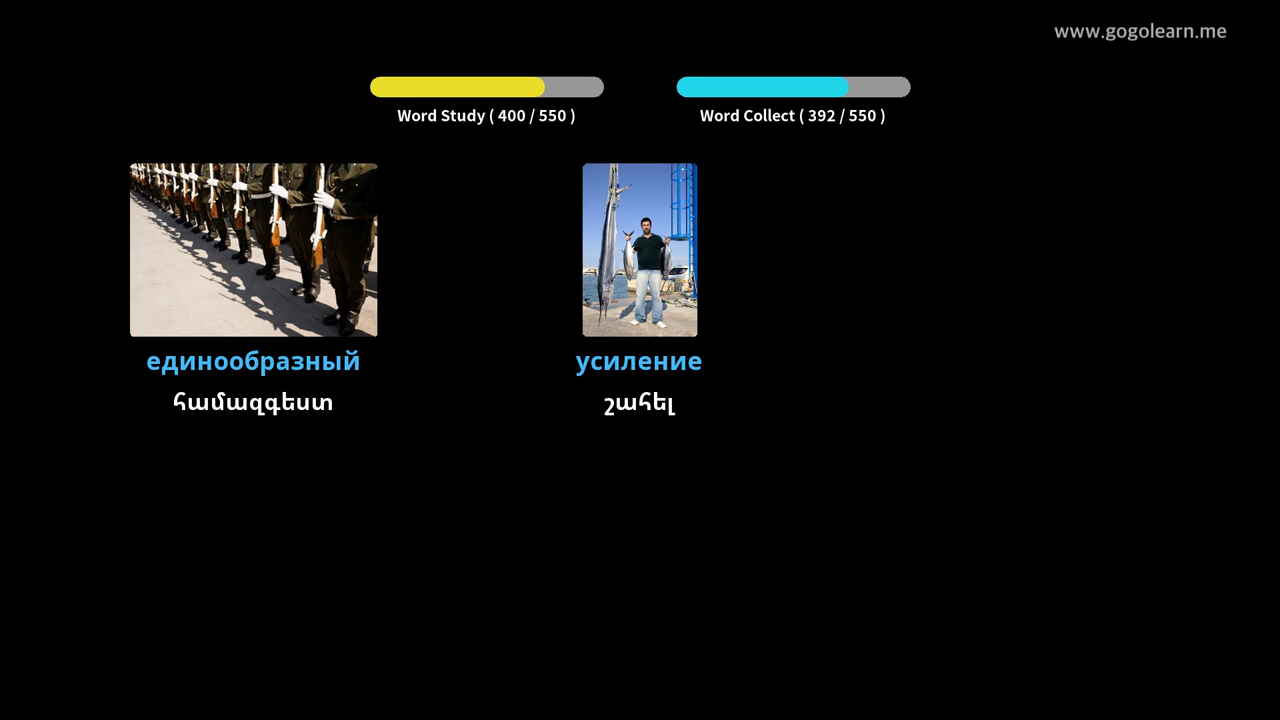 www.gogolearn.me
Word Study ( 400 / 550 )
Word Collect ( 392 / 550 )
единообразный
усиление
համազգեստ
շահել